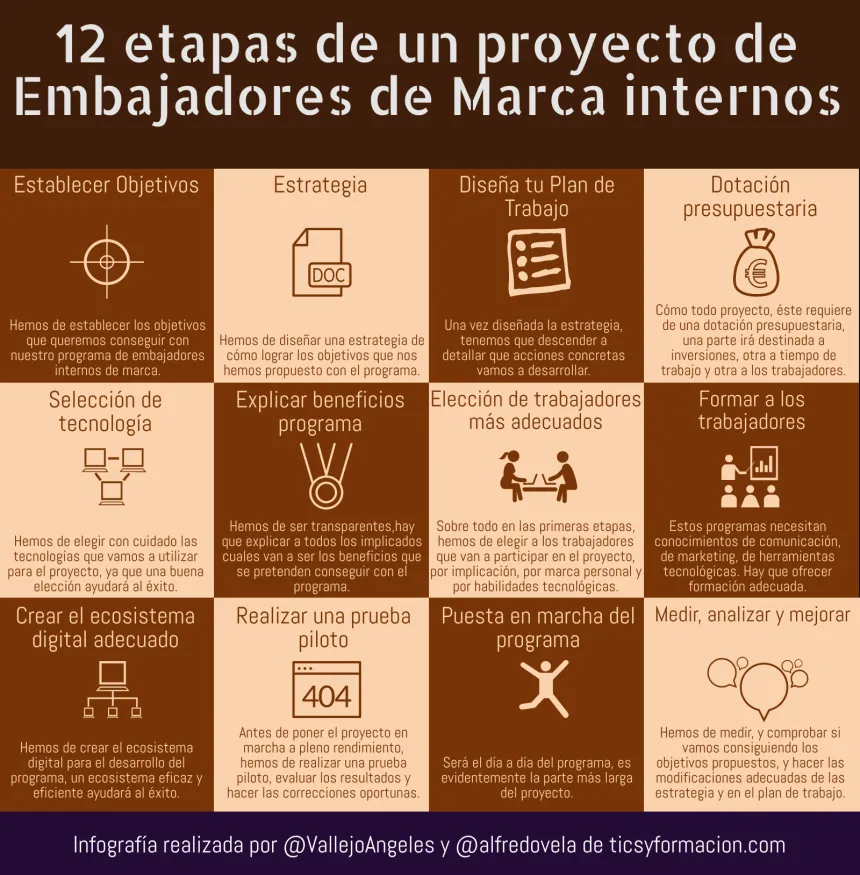 12 etapas de un proyecto de
Embajadores de Marca internos
Establecer Objetivos
Hemos de establecer los objetivos
que queremos conseguir con
nuestro programa de embajadores
internos de marca.
Estrategia
DOC
Hemos de diseñar una estrategia de
cómo lograr los objetivos que nos
hemos propuesto con el programa.
Diseña tu Plan de
Trabajo
Una vez diseñada la estrategia,
tenemos que descender a
detallar que acciones concretas
vamos a desarrollar.
Dotación
presupuestaria
€
Cómo todo proyecto, éste requiere
de una dotación presupuestaria,
una parte irá destinada a
inversiones, otra a tiempo de
trabajo y otra a los trabajadores.
Selección de
tecnología
Hemos de elegir con cuidado las
tecnologías que vamos a utilizar
para el proyecto, ya que una buena
elección ayudará al éxito.
Explicar beneficios
programa
Hemos de ser transparentes,hay
que explicar a todos los implicados
cuales van a ser los beneficios que
se pretenden conseguir con el
programa.
Elección de trabajadores
más adecuados
Sobre todo en las primeras etapas,
hemos de elegir a los trabajadores
que van a participar en el proyecto,
por implicación, por marca personal y
por habilidades tecnológicas.
Formar a los
trabajadores
Estos programas necesitan
conocimientos de comunicación,
de marketing, de herramientas
tecnológicas. Hay que ofrecer
formación adecuada.
Crear el ecosistema
digital adecuado
Hemos de crear el ecosistema
digital para el desarrollo del
programa, un ecosistema eficaz y
eficiente ayudará al éxito.
Realizar una prueba
piloto
404
Antes de poner el proyecto en
marcha a pleno rendimiento,
hemos de realizar una prueba
piloto, evaluar los resultados y
hacer las correcciones oportunas.
Puesta en marcha del
programa
Será el día a día del programa, es
evidentemente la parte más larga
del proyecto.
Medir, analizar y mejorar
Hemos de medir, y comprobar si
vamos consiguiendo los
objetivos propuestos, y hacer las
modificaciones adecuadas de las
estrategia y en el plan de trabajo.
Infografía realizada por @VallejoAngeles y @alfredovela de ticsyformacion.com